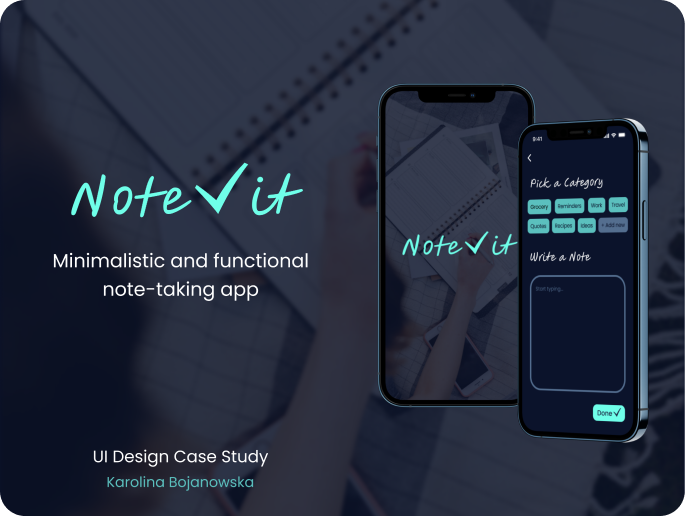 Note ✓ it
Minimalistic and functional
note-taking app
UI Design Case Study
Karolina Bojanowska
Note ✓ it
9:41
Pick a Category
Grocery Reminders Work Travel
Quotes Recipes Ideas + Add new
Write a Note
Start typing...
Done ✓